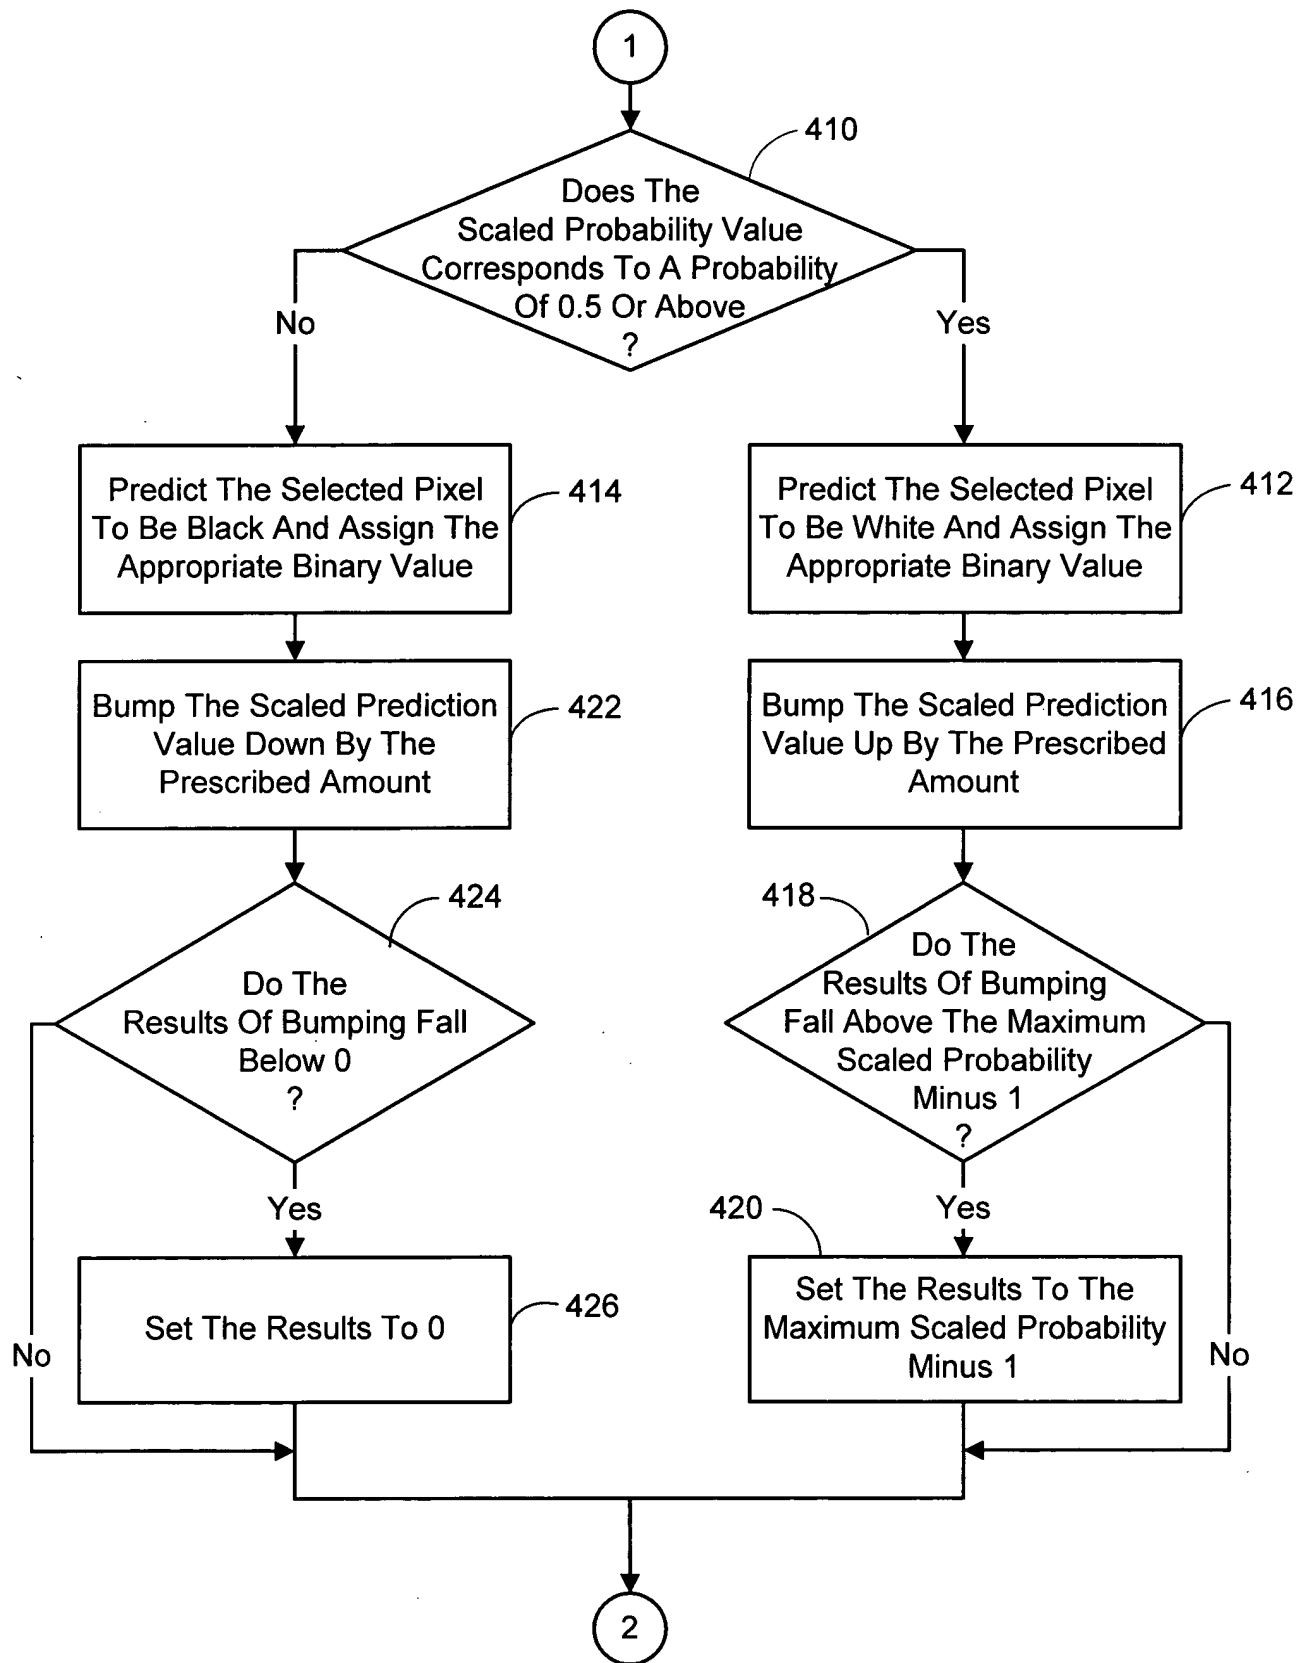 1
410
Does The
Scaled Probability Value
Corresponds To A Probability
Of 0.5 Or Above
?
No
Yes
Predict The Selected Pixel
To Be Black And Assign The
Appropriate Binary Value
414
Predict The Selected Pixel
To Be White And Assign The
Appropriate Binary Value
412
Bump The Scaled Prediction
Value Down By The
Prescribed Amount
422
Bump The Scaled Prediction
Value Up By The Prescribed
Amount
416
424
Do The
Results Of Bumping Fall
Below 0
?
418
Do The
Results Of Bumping
Fall Above The Maximum
Scaled Probability
Minus 1
?
Yes
420
Yes
Set The Results To 0
426
Set The Results To The
Maximum Scaled Probability
Minus 1
No
No
2